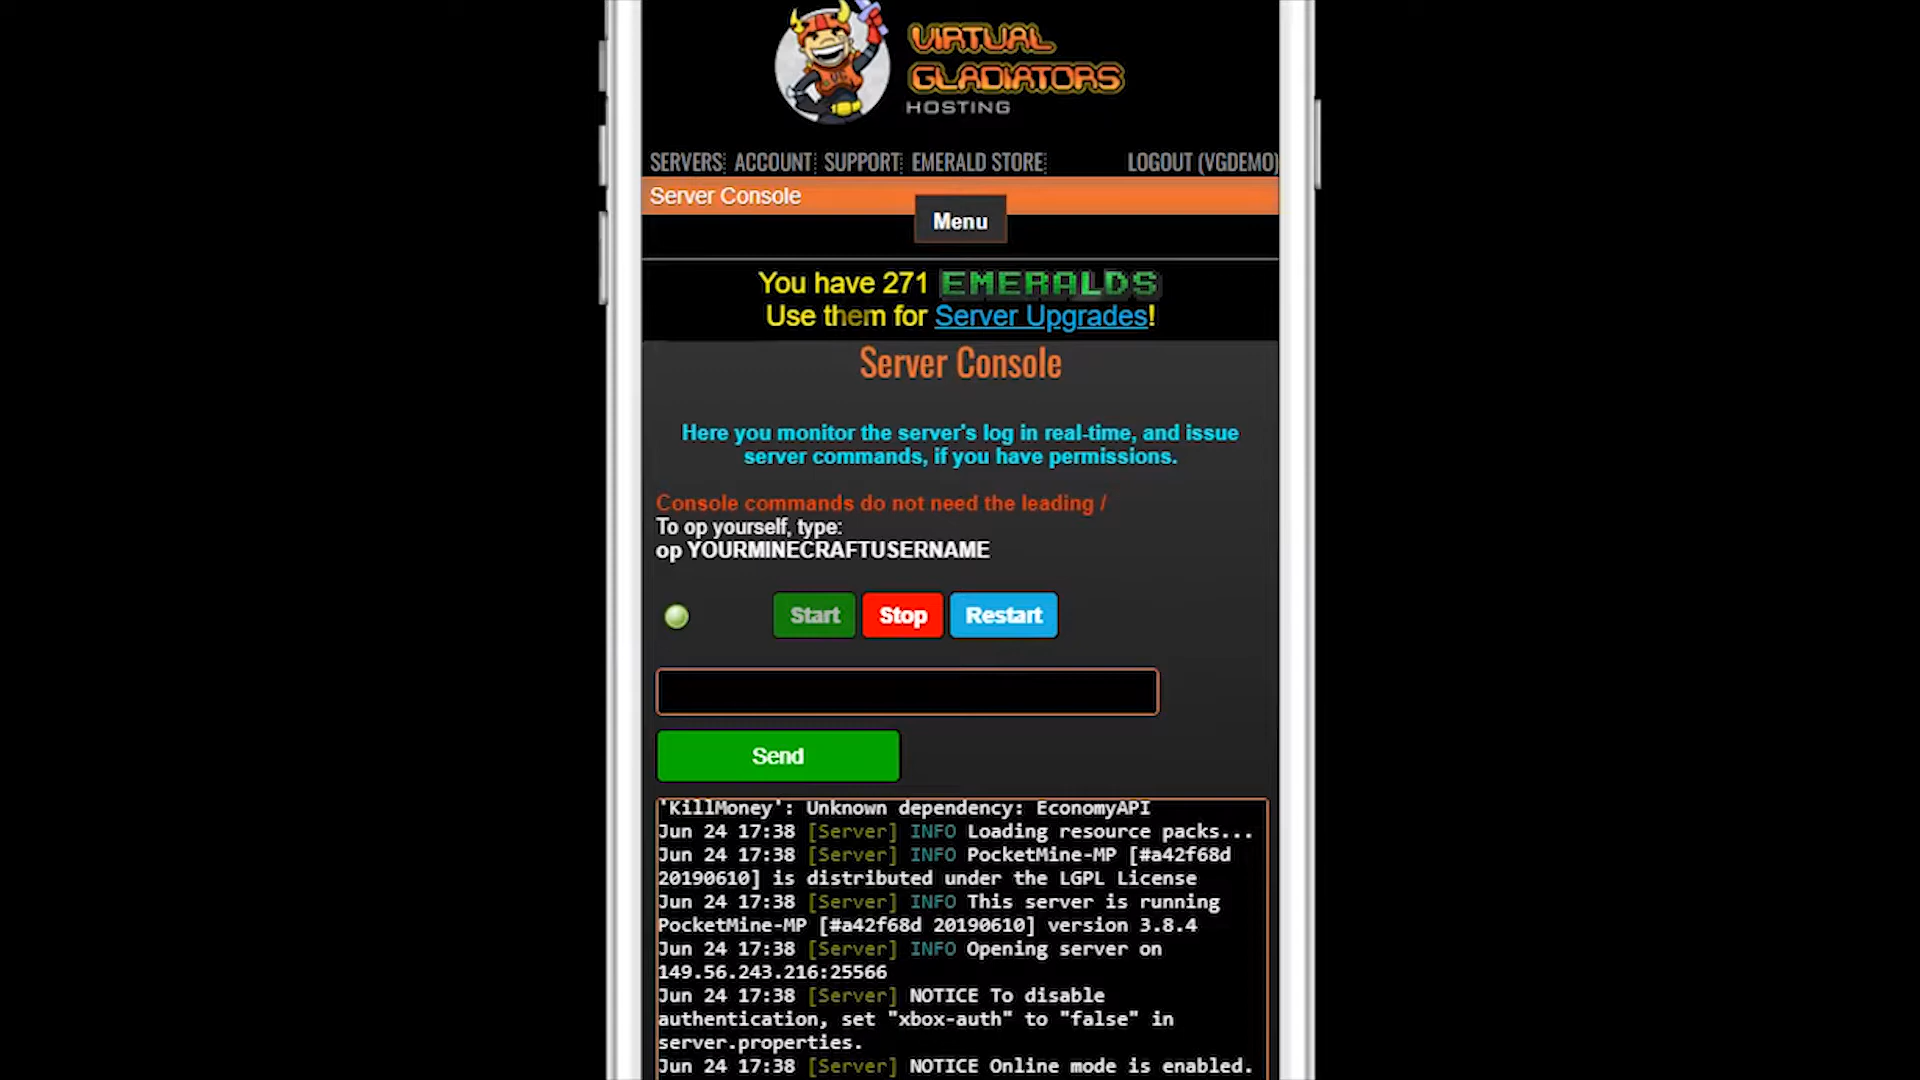 VIRTUAL
GLADIATORS
HOSTING
SERVERS ACCOUNT SUPPORT EMERALD STORE LOGOUT (VGDEMO)
Server Console
Menu
You have 271 EMERALDS
Use them for Server Upgrades!
Server Console
Here you monitor the server's log in real-time, and issue
server commands, if you have permissions.
Console commands do not need the leading /
To op yourself, type:
op YOURMINECRAFTUSERNAME
Start Stop Restart
Send
'KillMoney': Unknown dependency: EconomyAPI
Jun 24 17:38 [Server] INFO Loading resource packs...
Jun 24 17:38 [Server] INFO PocketMine-MP [#a42f68d
20190610] is distributed under the LGPL License
Jun 24 17:38 [Server] INFO This server is running
PocketMine-MP [#a42f68d 20190610] version 3.8.4
Jun 24 17:38 [Server] INFO Opening server on
149.56.243.216:25566
Jun 24 17:38 [Server] NOTICE To disable
authentication, set "xbox-auth" to "false" in
server.properties.
Jun 24 17:38 [Server] NOTICE Online mode is enabled.